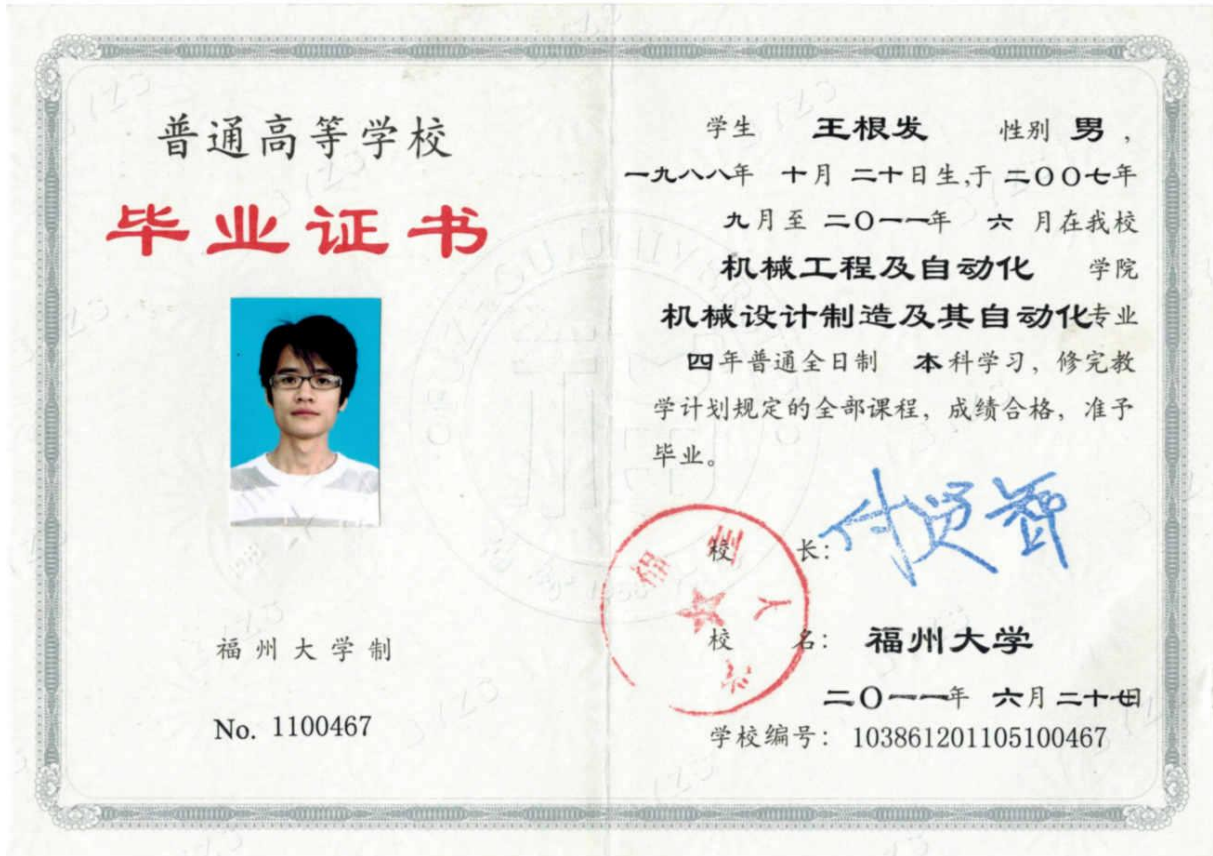 普通高等学校
毕业证书
福州大学制
No. 1100467
学生 王根发 性别 男，
一九八八年 十月 二十日生,于 二〇〇七年
九月至 二〇一一年 六 月在我校
机械工程及自动化 学院
机械设计制造及其自动化专业
四年普通全日制 本科学习，修完教
学计划规定的全部课程，成绩合格，准予
毕业。
校 长：
福州大学
校 名： 福州大学
二〇一一年 六月二十七日
学校编号： 103861201105100467